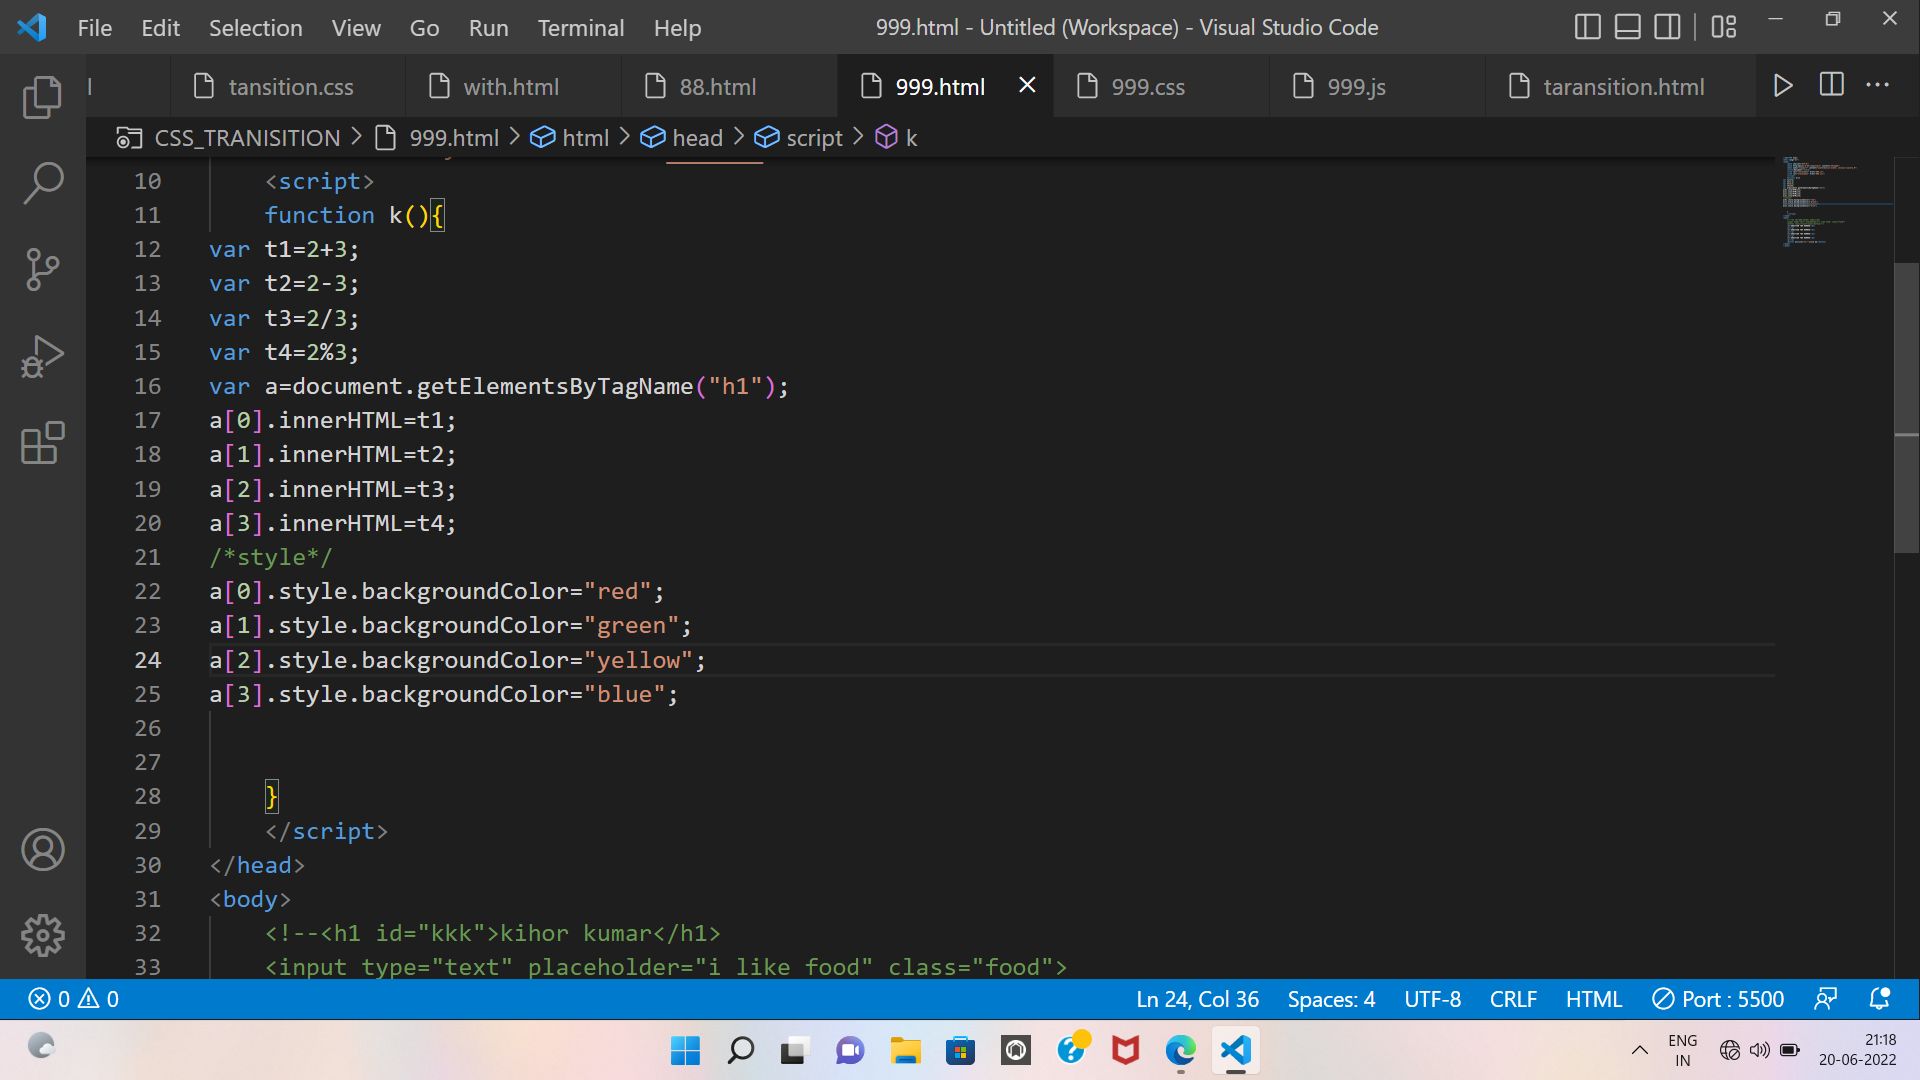 File Edit Selection View Go Run Terminal Help 999.html - Untitled (Workspace) - Visual Studio Code
tansition.css with.html 88.html 999.html 999.css 999.js taransition.html
CSS_TRANISITION > 999.html > html > head > script > k
10 <script>
11 function k(){
12 var t1=2+3;
13 var t2=2-3;
14 var t3=2/3;
15 var t4=2%3;
16 var a=document.getElementsByTagName("h1");
17 a[0].innerHTML=t1;
18 a[1].innerHTML=t2;
19 a[2].innerHTML=t3;
20 a[3].innerHTML=t4;
21 /*style*/
22 a[0].style.backgroundColor="red";
23 a[1].style.backgroundColor="green";
24 a[2].style.backgroundColor="yellow";
25 a[3].style.backgroundColor="blue";
26
27
28 }
29 </script>
30 </head>
31 <body>
32 <!--<h1 id="kkk">kihor kumar</h1>
33 <input type="text" placeholder="i like food" class="food">
0 0 Ln 24, Col 36 Spaces: 4 UTF-8 CRLF HTML Port : 5500
ENG IN 21:18
20-06-2022